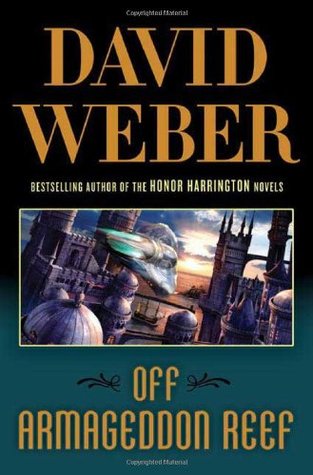 DAVID
WEBER
BESTSELLING AUTHOR OF THE HONOR HARRINGTON NOVELS
OFF
ARMAGEDDON REEF